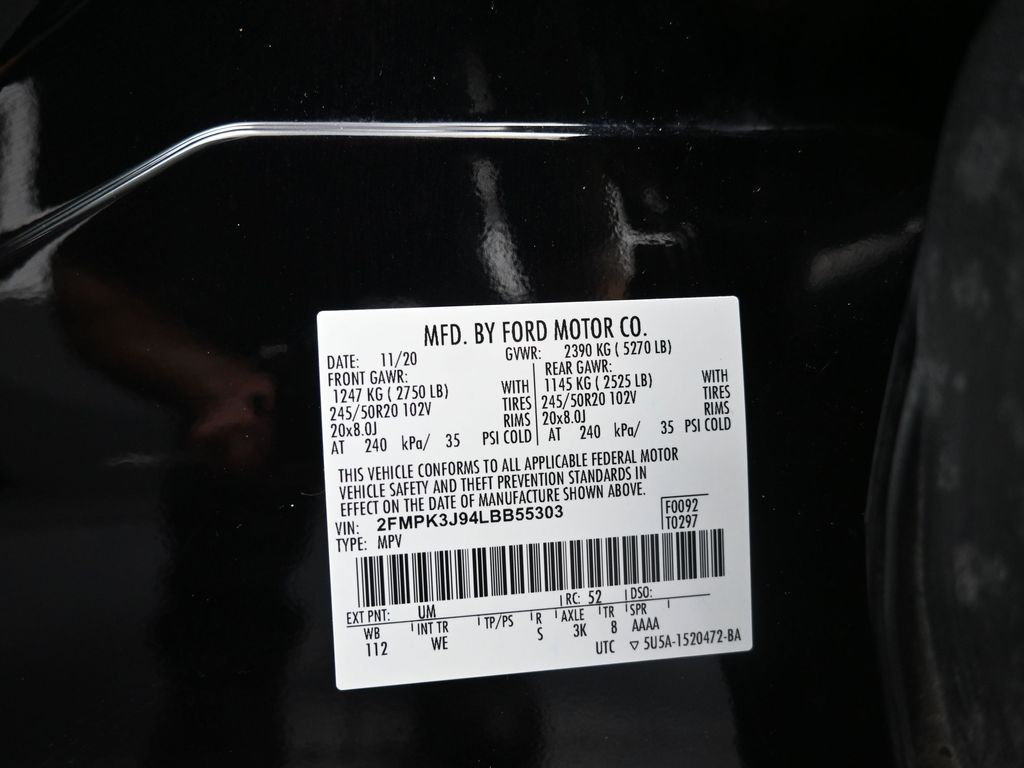 MFD. BY FORD MOTOR CO.
DATE: 11/20 GVWR: 2390 KG ( 5270 LB)
FRONT GAWR: REAR GAWR:
1247 KG ( 2750 LB) WITH 1145 KG ( 2525 LB) WITH
245/50R20 102V TIRES 245/50R20 102V TIRES
20x8.0J RIMS 20x8.0J RIMS
AT 240 kPa/ 35 PSI COLD AT 240 kPa/ 35 PSI COLD
THIS VEHICLE CONFORMS TO ALL APPLICABLE FEDERAL MOTOR
VEHICLE SAFETY AND THEFT PREVENTION STANDARDS IN
EFFECT ON THE DATE OF MANUFACTURE SHOWN ABOVE.
VIN: 2FMPK3J94LBB55303 F0092
TYPE: MPV T0297
EXT PNT: UM RC: 52 DSO:
WB INT TR TP/PS R AXLE TR SPR
112 WE S 3K 8 AAAA
UTC ▽ 5U5A-1520472-BA